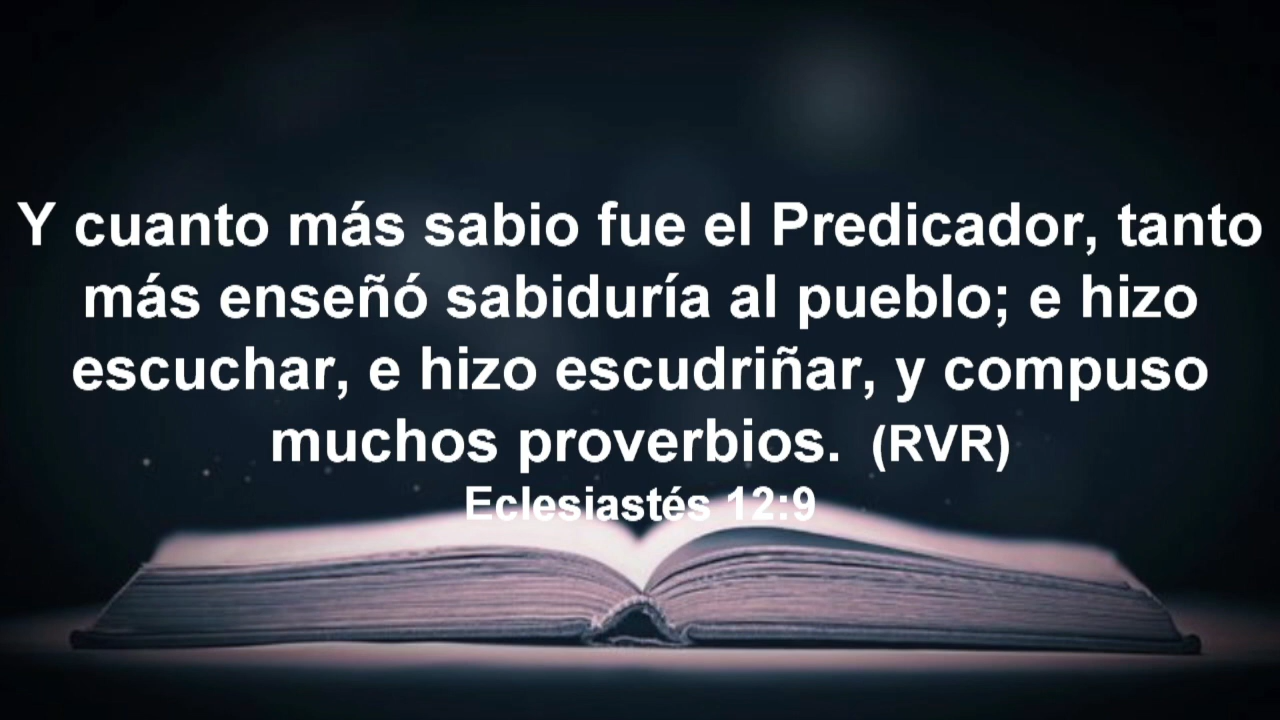 Y cuanto más sabio fue el Predicador, tanto
más enseñó sabiduría al pueblo; e hizo
escuchar, e hizo escudriñar, y compuso
muchos proverbios.  (RVR)
Eclesiastés 12:9